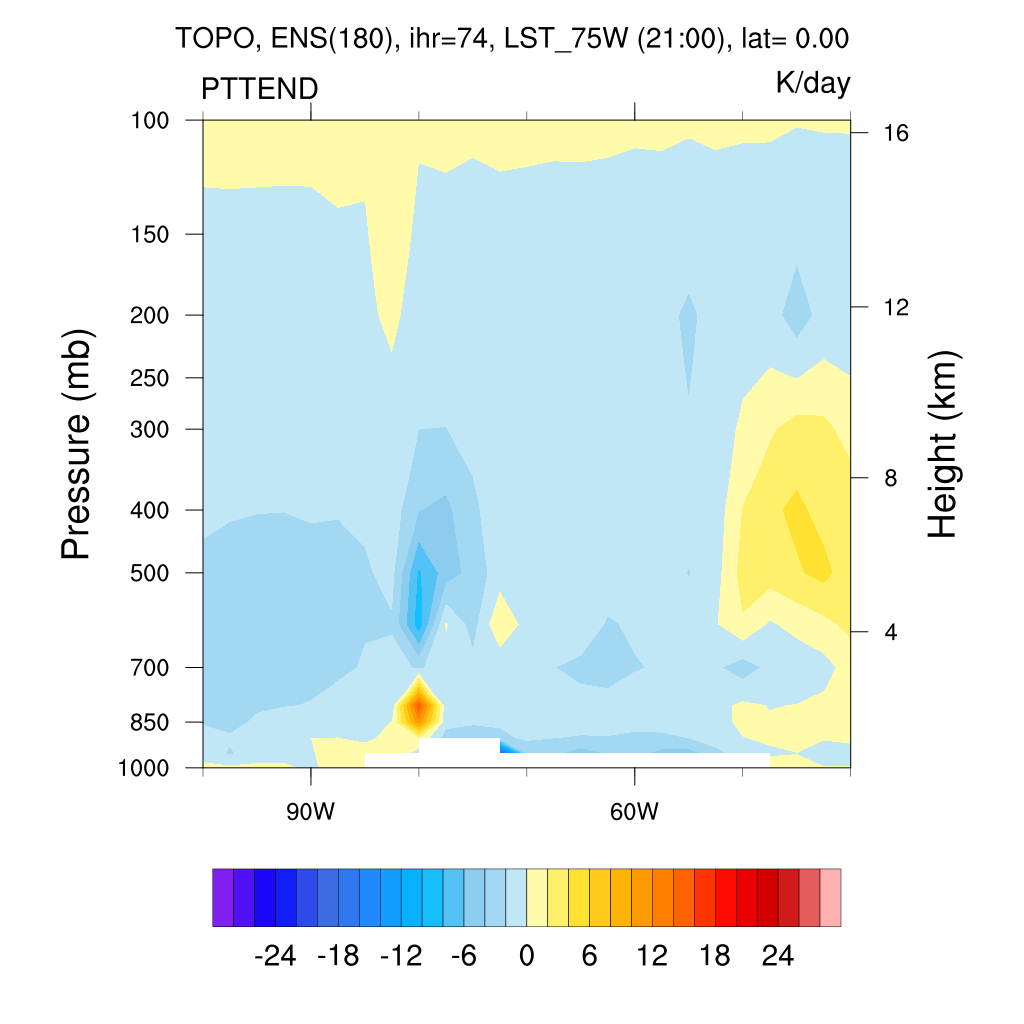 TOPO, ENS(180), ihr=74, LST_75W (21:00), lat= 0.00
PTTEND K/day
100
150
200
250
300
400
500
700
850
1000
Pressure (mb)
16
12
8
4
Height (km)
90W 60W
-24 -18 -12 -6 0 6 12 18 24